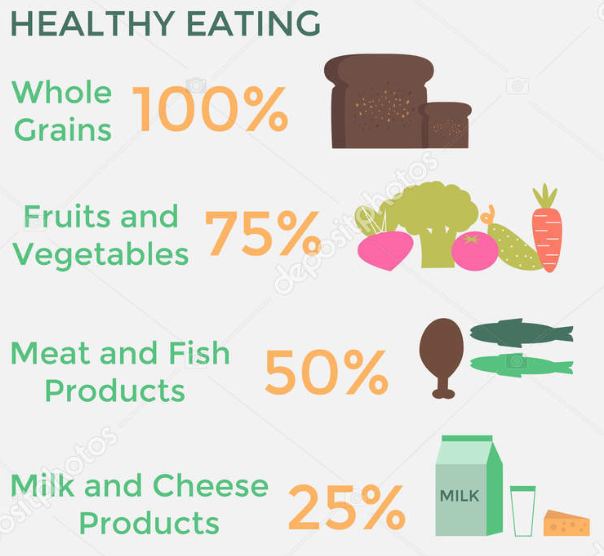 HEALTHY EATING
Whole
Grains
100%
Fruits and
Vegetables
75%
Meat and Fish
Products
50%
Milk and Cheese
Products
25%
MILK
depositphotos
depositphotos